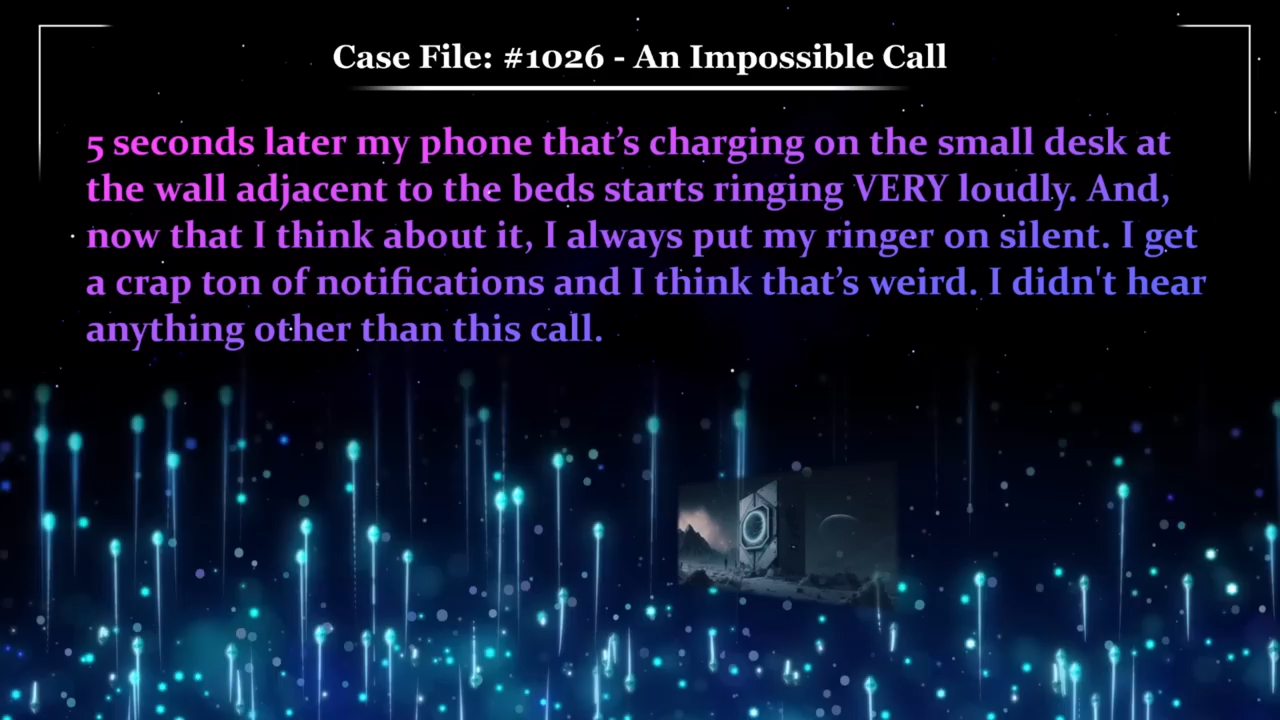 Case File: #1026 - An Impossible Call
5 seconds later my phone that’s charging on the small desk at
the wall adjacent to the beds starts ringing VERY loudly. And,
now that I think about it, I always put my ringer on silent. I get
a crap ton of notifications and I think that’s weird. I didn't hear
anything other than this call.